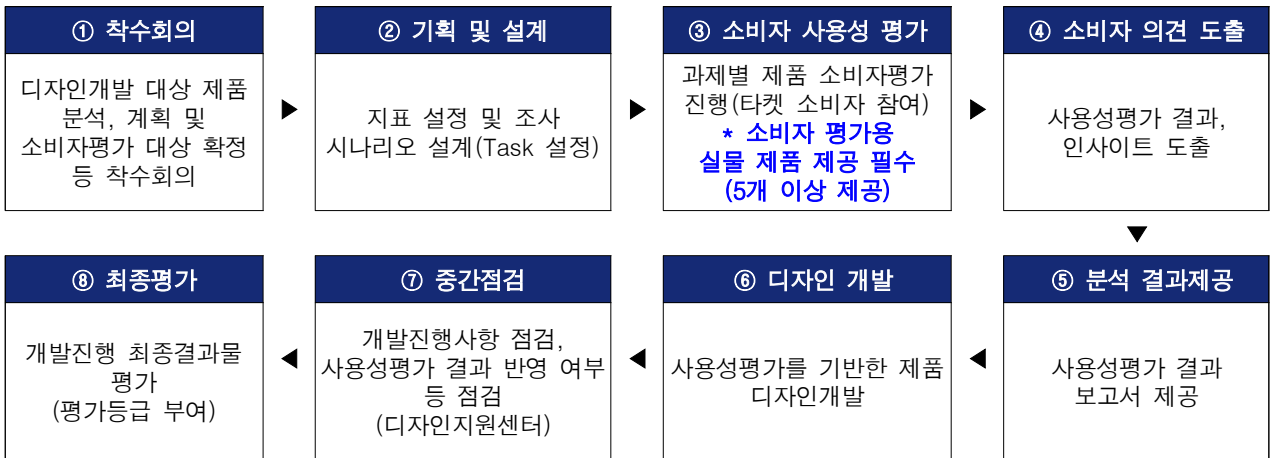 ① 착수회의
디자인개발 대상 제품
분석, 계획 및
소비자평가 대상 확정
등 착수회의
▶
② 기획 및 설계
지표 설정 및 조사
시나리오 설계(Task 설정)
▶
③ 소비자 사용성 평가
과제별 제품 소비자평가
진행(타켓 소비자 참여)
* 소비자 평가용
실물 제품 제공 필수
(5개 이상 제공)
▶
④ 소비자 의견 도출
사용성평가 결과,
인사이트 도출
▼
⑤ 분석 결과제공
사용성평가 결과
보고서 제공
◀
⑥ 디자인 개발
사용성평가를 기반한 제품
디자인개발
◀
⑦ 중간점검
개발진행사항 점검,
사용성평가 결과 반영 여부
등 점검
(디자인지원센터)
◀
⑧ 최종평가
개발진행 최종결과물
평가
(평가등급 부여)